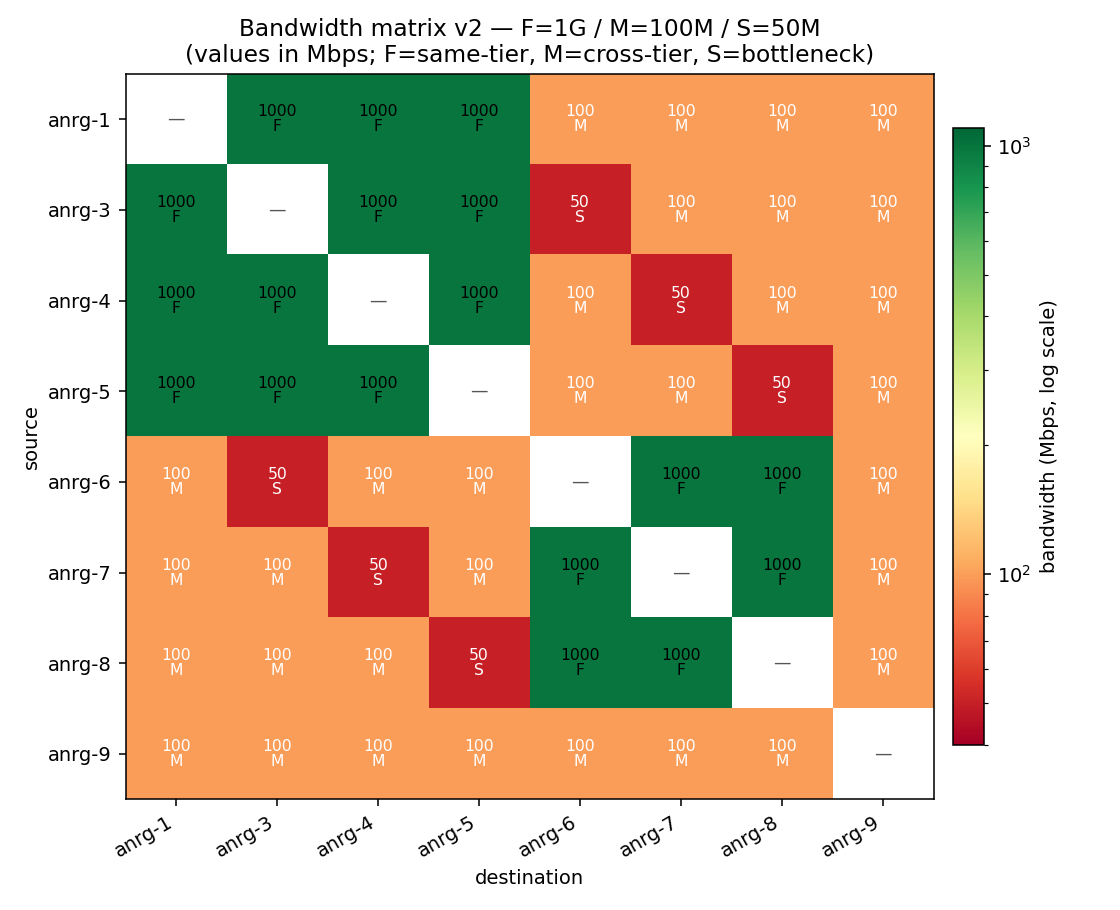 Bandwidth matrix v2 — F=1G / M=100M / S=50M
(values in Mbps; F=same-tier, M=cross-tier, S=bottleneck)
anrg-1 — 1000 F 1000 F 1000 F 100 M 100 M 100 M 100 M
anrg-3 1000 F — 1000 F 1000 F 50 S 100 M 100 M 100 M
anrg-4 1000 F 1000 F — 1000 F 100 M 50 S 100 M 100 M
anrg-5 1000 F 1000 F 1000 F — 100 M 100 M 50 S 100 M
anrg-6 100 M 50 S 100 M 100 M — 1000 F 1000 F 100 M
anrg-7 100 M 100 M 50 S 100 M 1000 F — 1000 F 100 M
anrg-8 100 M 100 M 100 M 50 S 1000 F 1000 F — 100 M
anrg-9 100 M 100 M 100 M 100 M 100 M 100 M 100 M —
anrg-1 anrg-3 anrg-4 anrg-5 anrg-6 anrg-7 anrg-8 anrg-9
destination
source
10³
10²
bandwidth (Mbps, log scale)